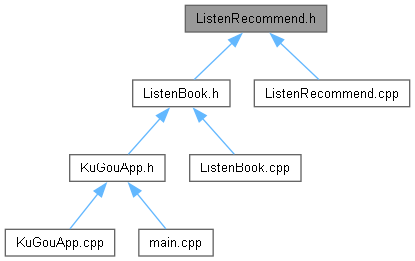 ListenRecommend.h
ListenBook.h
ListenRecommend.cpp
KuGouApp.h
ListenBook.cpp
KuGouApp.cpp
main.cpp